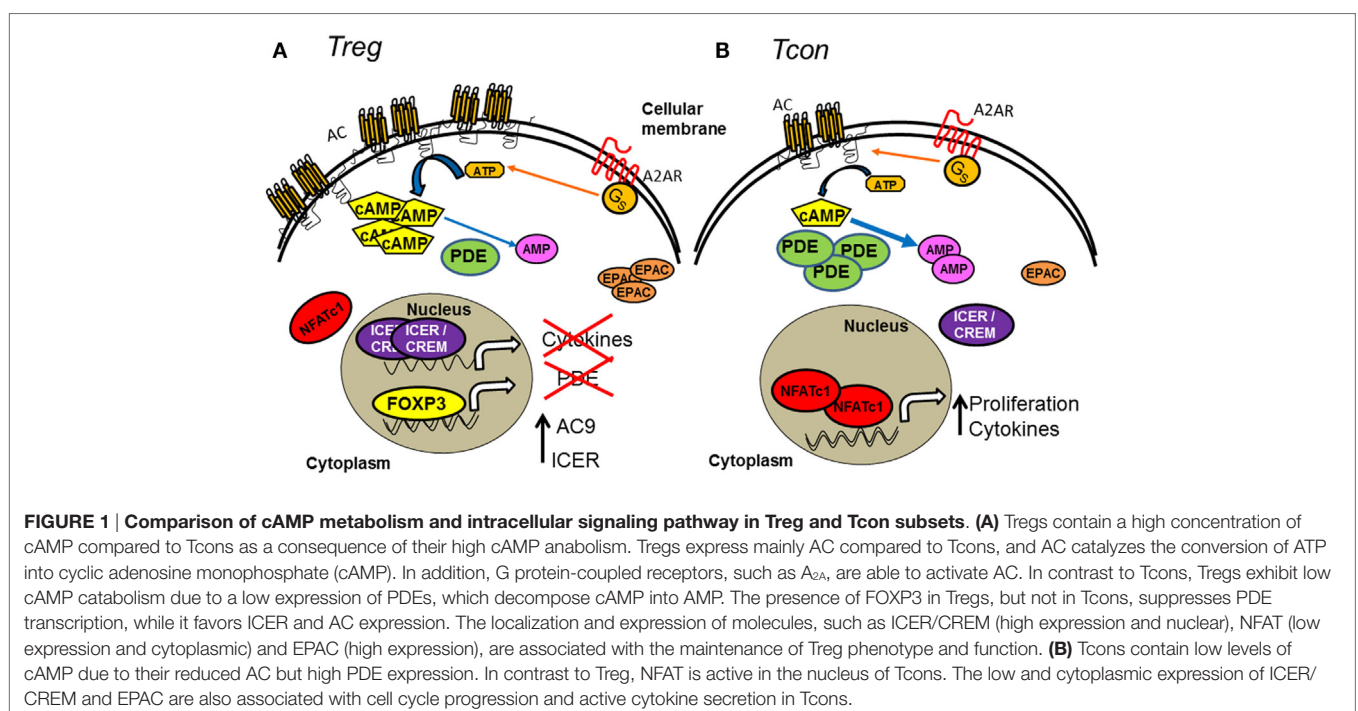 A Treg
B Tcon
AC
Cellular
membrane
A2AR
ATP
Gs
cAMP
cAMP
cAMP
cAMP
PDE
AMP
EPAC
EPAC
EPAC
NFATc1
Nucleus
ICER /
CREM
ICER /
CREM
FOXP3
Cytokines
PDE
AC9
ICER
Cytoplasm
AC
A2AR
ATP
Gs
cAMP
PDE
PDE
PDE
AMP
AMP
EPAC
Nucleus
ICER /
CREM
NFATc1
NFATc1
Proliferation
Cytokines
Cytoplasm
FIGURE 1 | Comparison of cAMP metabolism and intracellular signaling pathway in Treg and Tcon subsets. (A) Tregs contain a high concentration of
cAMP compared to Tcons as a consequence of their high cAMP anabolism. Tregs express mainly AC compared to Tcons, and AC catalyzes the conversion of ATP
into cyclic adenosine monophosphate (cAMP). In addition, G protein-coupled receptors, such as A2A, are able to activate AC. In contrast to Tcons, Tregs exhibit low
cAMP catabolism due to a low expression of PDEs, which decompose cAMP into AMP. The presence of FOXP3 in Tregs, but not in Tcons, suppresses PDE
transcription, while it favors ICER and AC expression. The localization and expression of molecules, such as ICER/CREM (high expression and nuclear), NFAT (low
expression and cytoplasmic) and EPAC (high expression), are associated with the maintenance of Treg phenotype and function. (B) Tcons contain low levels of
cAMP due to their reduced AC but high PDE expression. In contrast to Treg, NFAT is active in the nucleus of Tcons. The low and cytoplasmic expression of ICER/
CREM and EPAC are also associated with cell cycle progression and active cytokine secretion in Tcons.